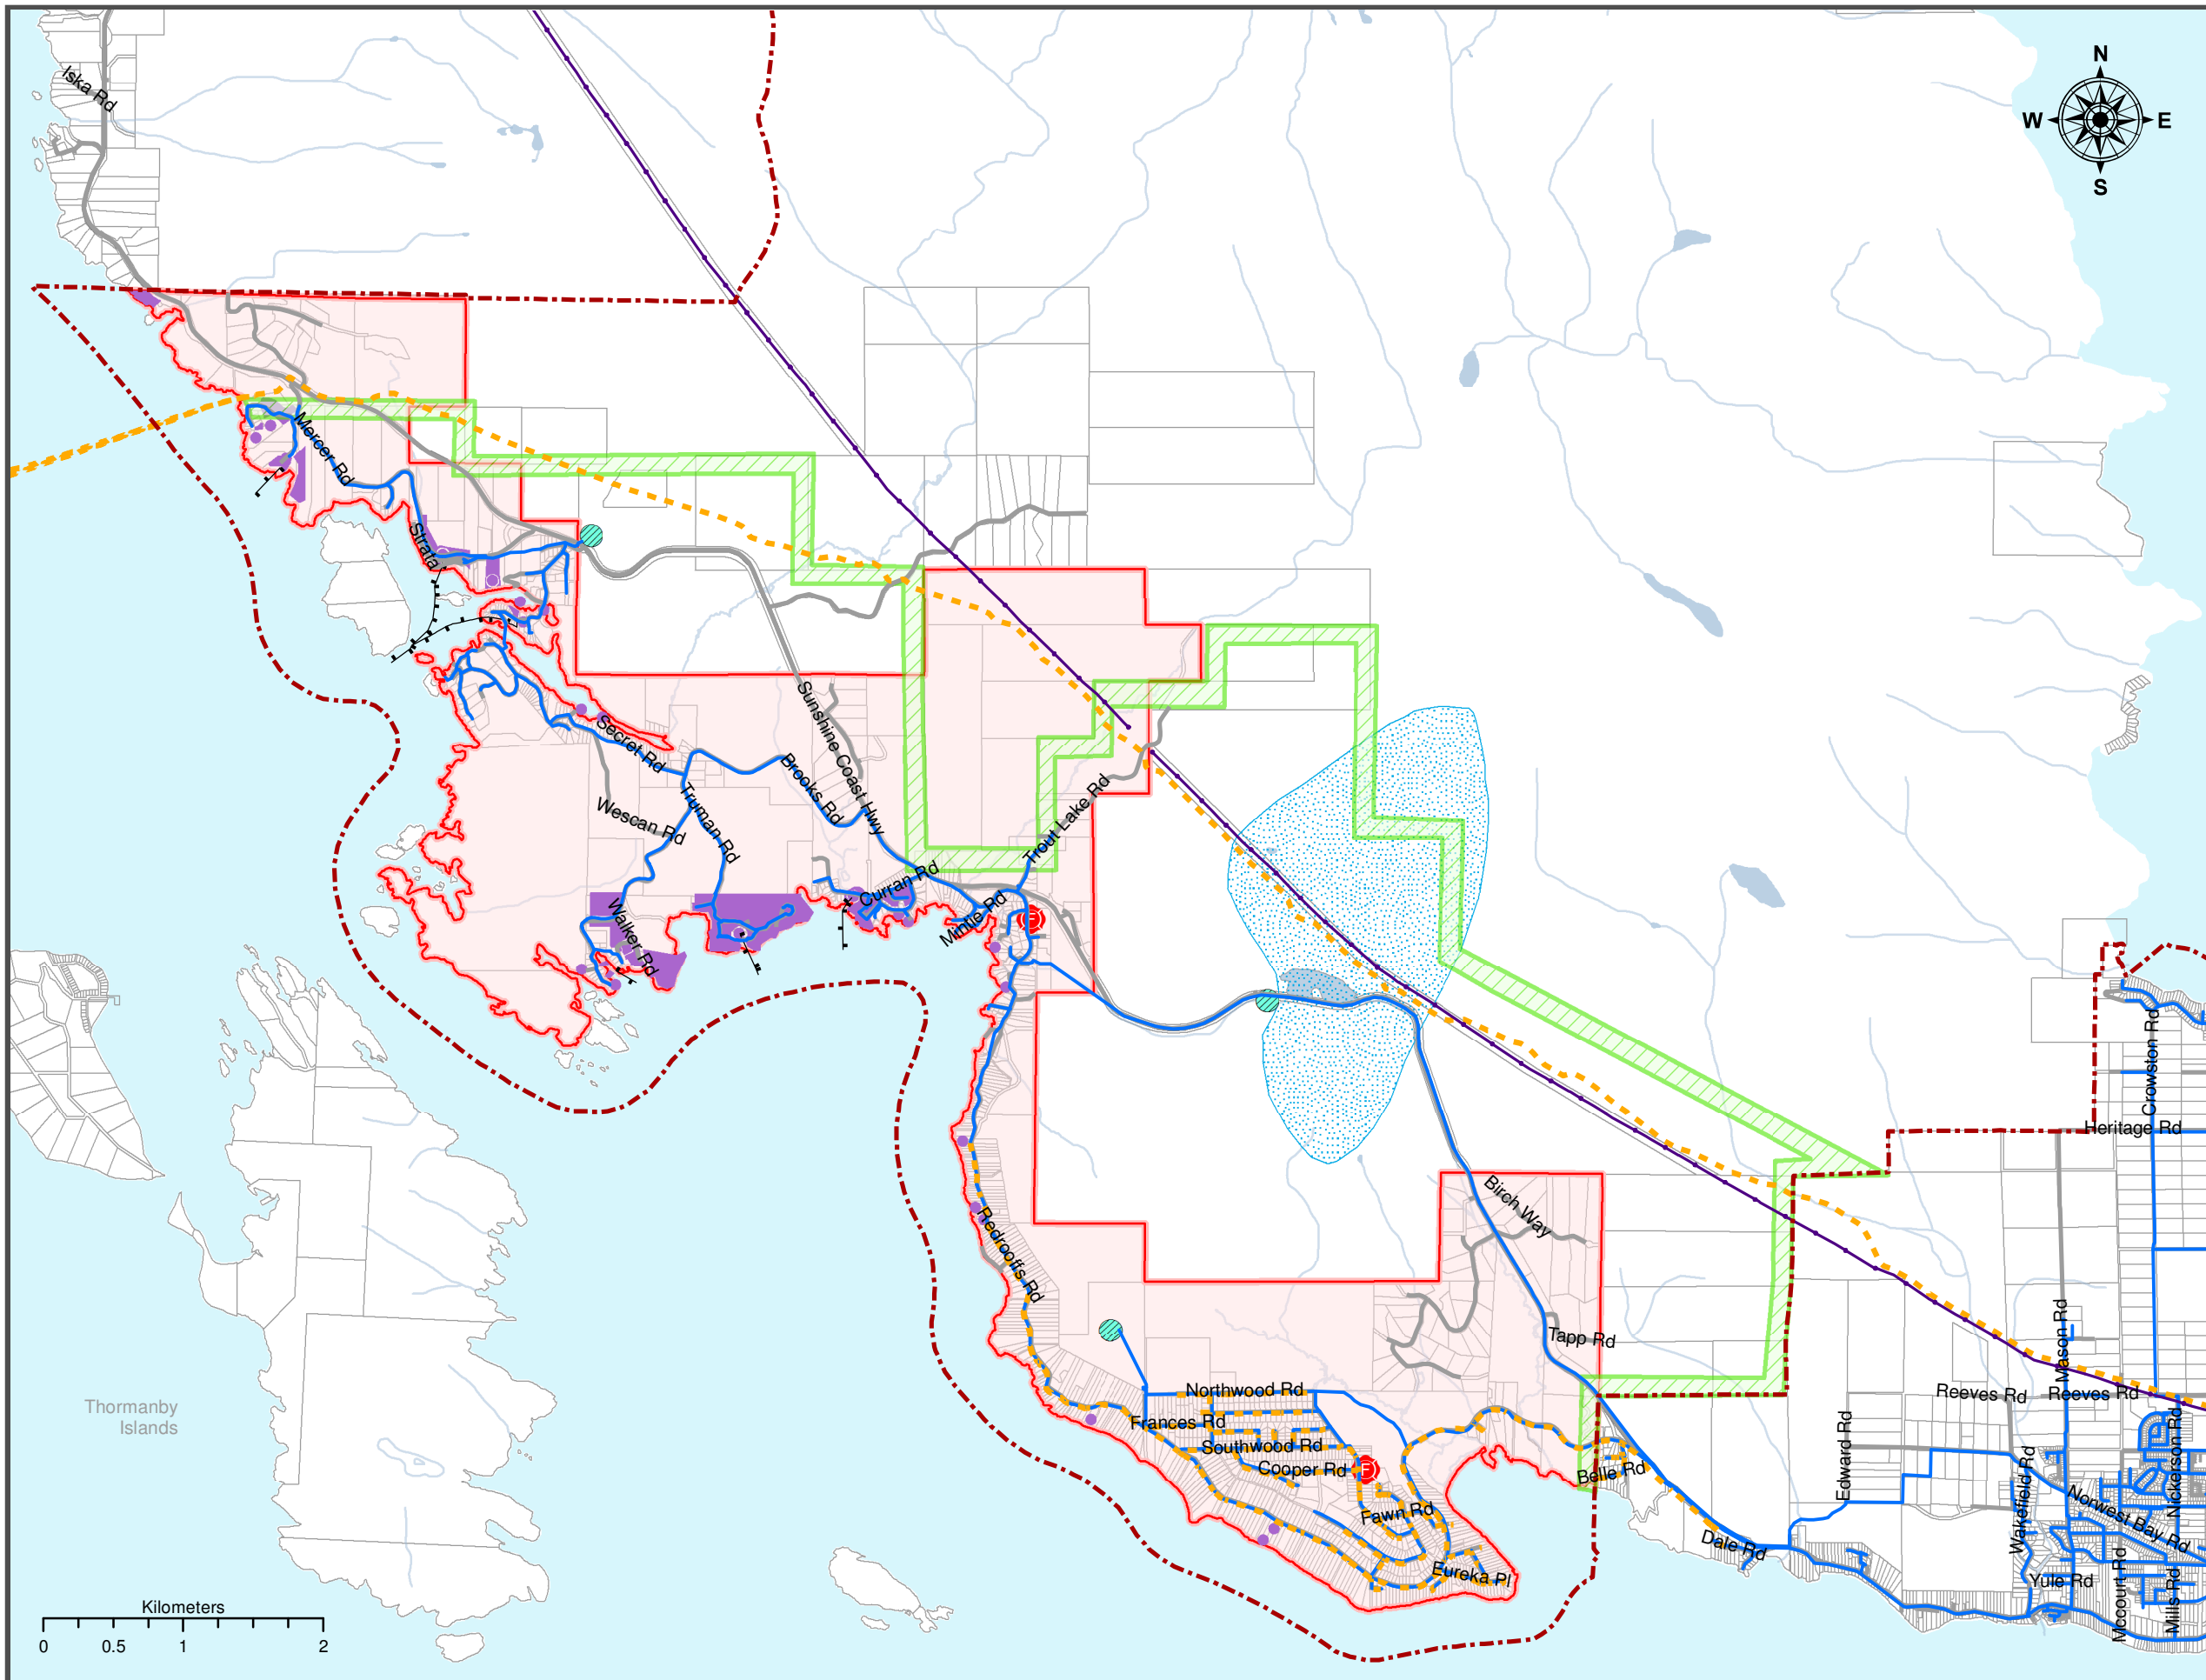 N
W
E
S
Iska Rd
Mercer Rd
Strata
Secret Rd
Sunshine Coast Hwy
Brooks Rd
Truman Rd
Wescan Rd
Trout Lake Rd
Curran Rd
Mintie Rd
Walker Rd
F
Crowston Rd
Heritage Rd
Birch Way
Redrooffs Rd
Tapp Rd
Mason Rd
Northwood Rd
Reeves Rd
Reeves Rd
Thormanby
Islands
Frances Rd
Southwood Rd
Cooper Rd
F
Belle Rd
Edward Rd
Wakefield Rd
Nickerson Rd
Norwest Bay Rd
Fawn Rd
Dale Rd
Eureka Pl
Yule Rd
Mccourt Rd
Mills Rd
Kilometers
0 0.5 1 2